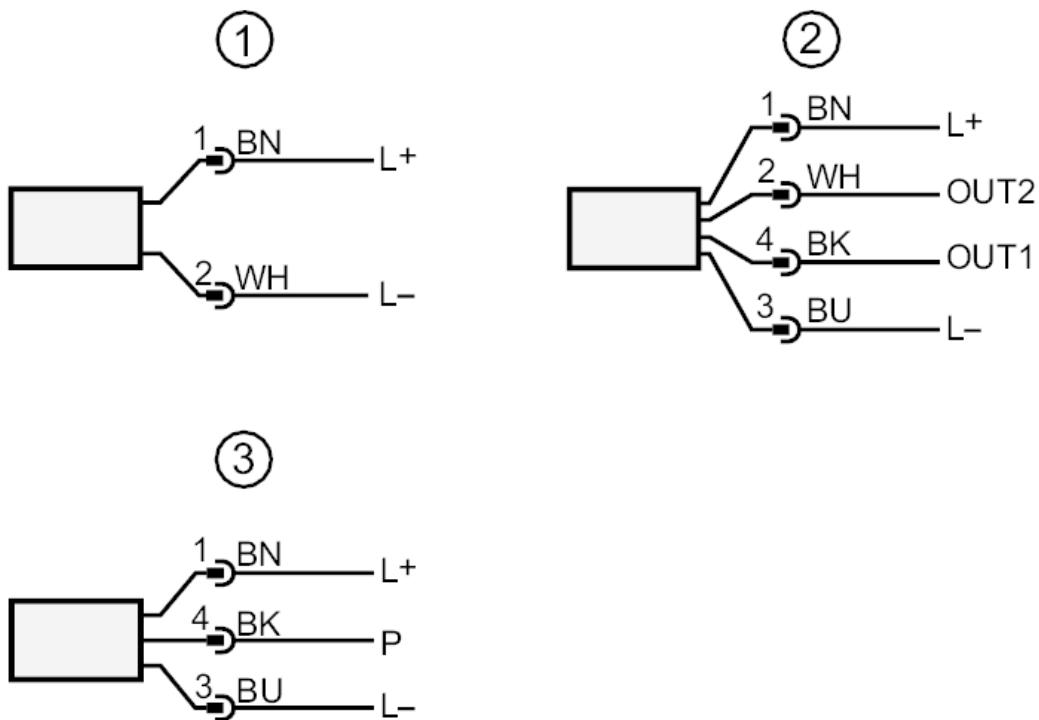 1
1 BN L+
2 WH L–
2
1 BN L+
2 WH OUT2
4 BK OUT1
3 BU L–
3
1 BN L+
4 BK P
3 BU L–